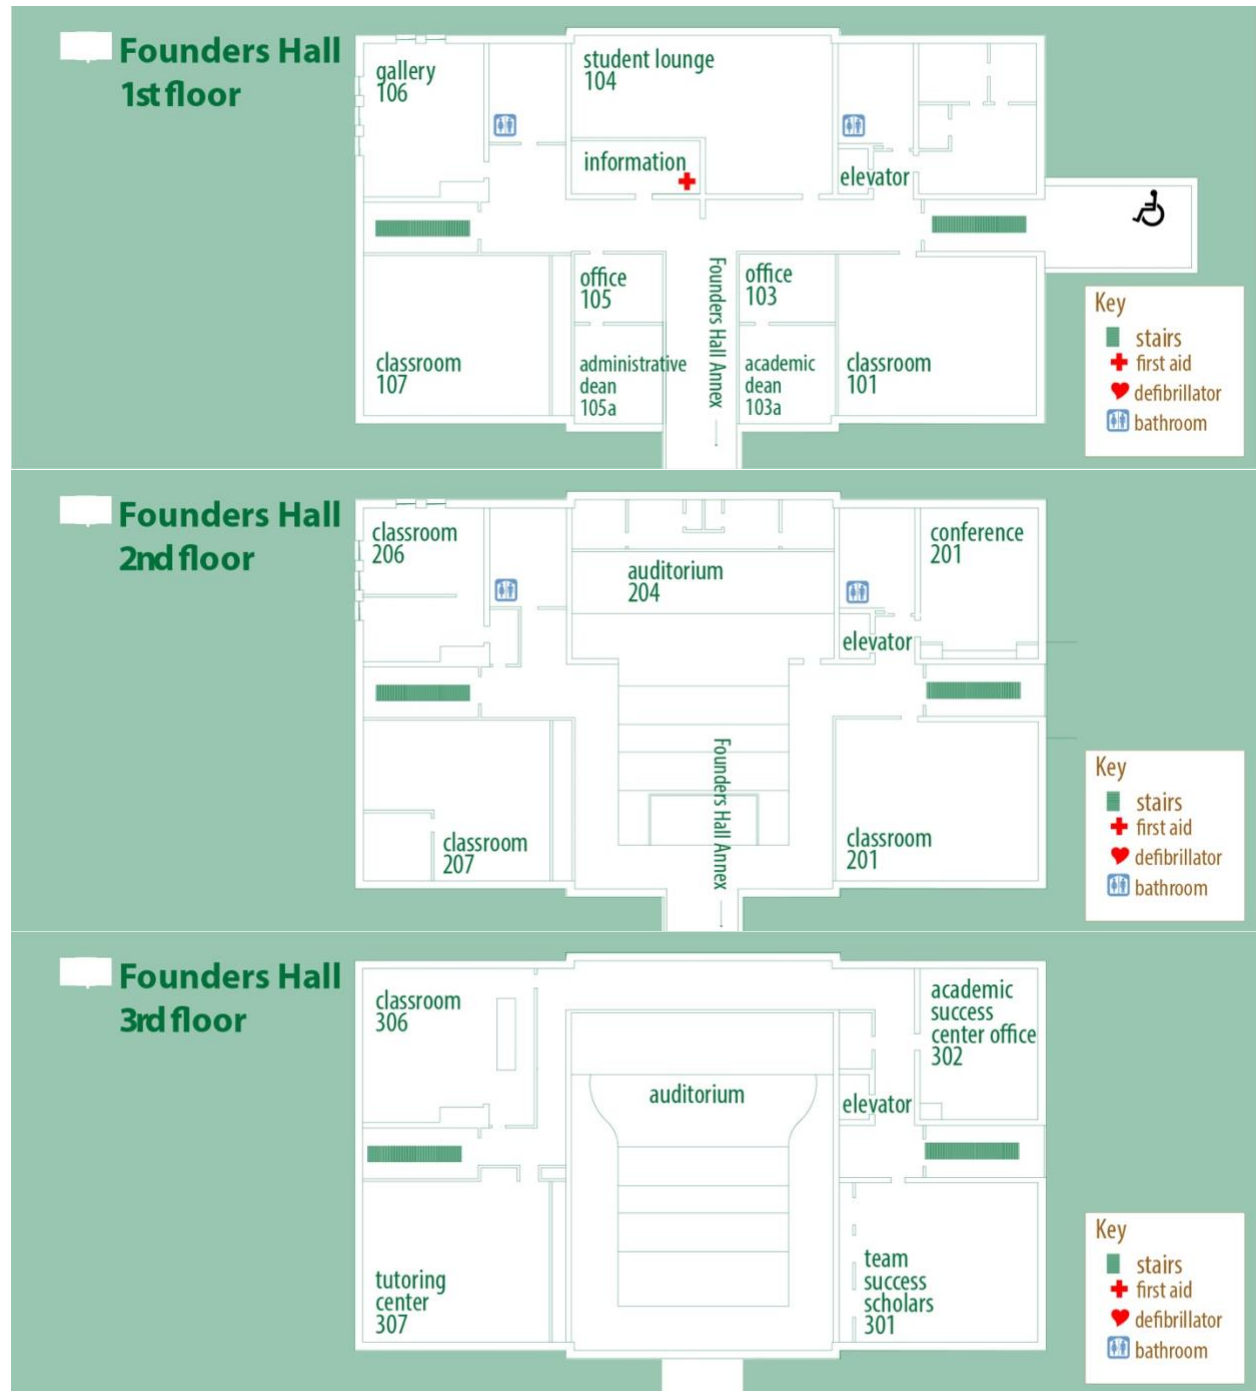 Founders Hall
1st floor
gallery
106
student lounge
104
information
elevator
office
105
office
103
Founders Hall Annex
classroom
107
administrative
dean
105a
academic
dean
103a
classroom
101
Key
stairs
first aid
defibrillator
bathroom
Founders Hall
2nd floor
classroom
206
auditorium
204
conference
201
elevator
Founders Hall Annex
classroom
207
classroom
201
Key
stairs
first aid
defibrillator
bathroom
Founders Hall
3rd floor
classroom
306
academic
success
center office
302
auditorium
elevator
tutoring
center
307
team
success
scholars
301
Key
stairs
first aid
defibrillator
bathroom